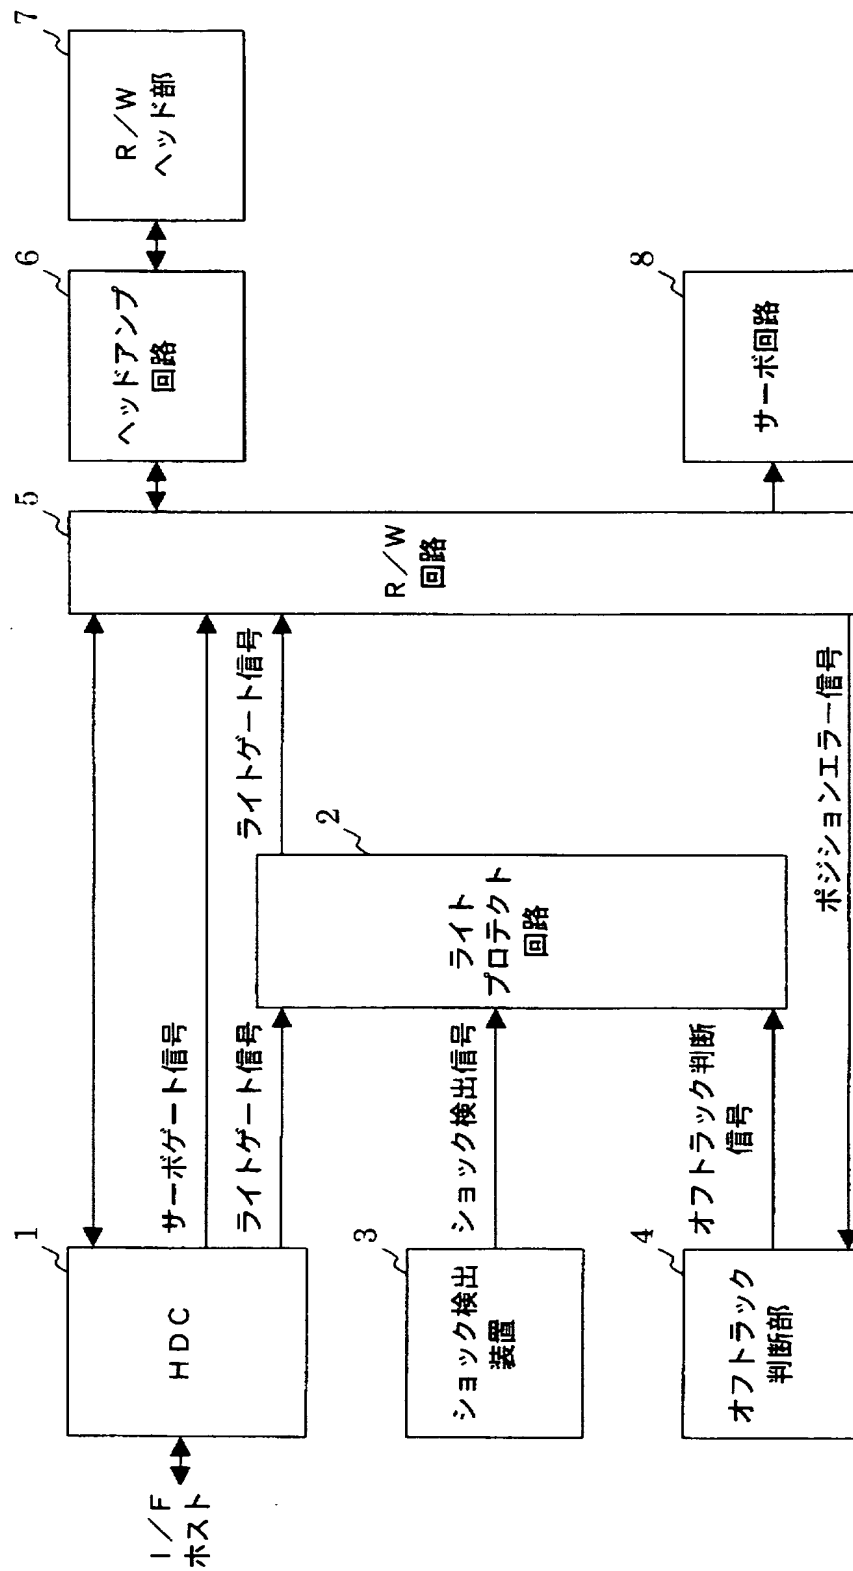 I/F
ホスト
1
HDC
サーボゲート信号
ライトゲート信号
3
ショック検出
装置
ショック検出信号
4
オフトラック
判断部
オフトラック判断
信号
2
ライト
プロテクト
回路
ライトゲート信号
ポジションエラー信号
5
R/W
回路
6
ヘッドアンプ
回路
7
R/W
ヘッド部
8
サーボ回路